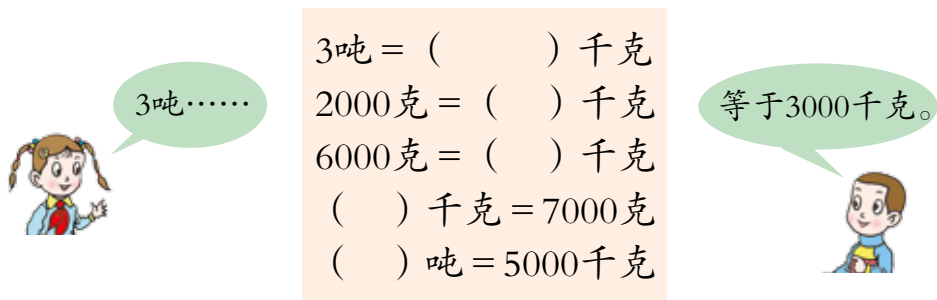 3吨……
3吨＝（　　）千克
2000克＝（　）千克
6000克＝（　）千克
（　）千克＝7000克
（　）吨＝5000千克
等于3000千克。